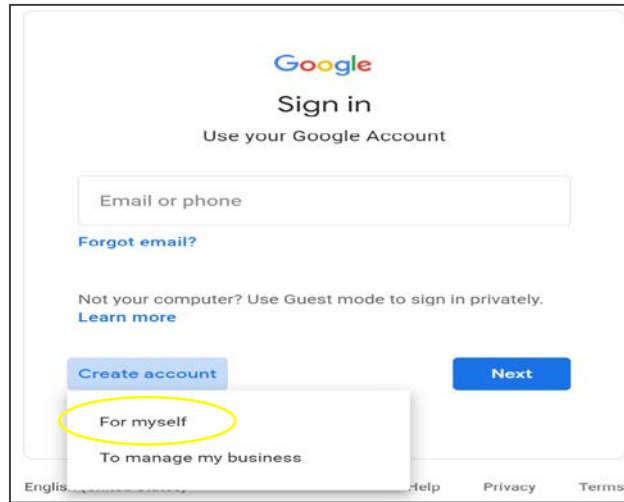 Google
Sign in
Use your Google Account
Email or phone
Forgot email?
Not your computer? Use Guest mode to sign in privately.
Learn more
Create account
Next
For myself
To manage my business
Help
Privacy
Terms